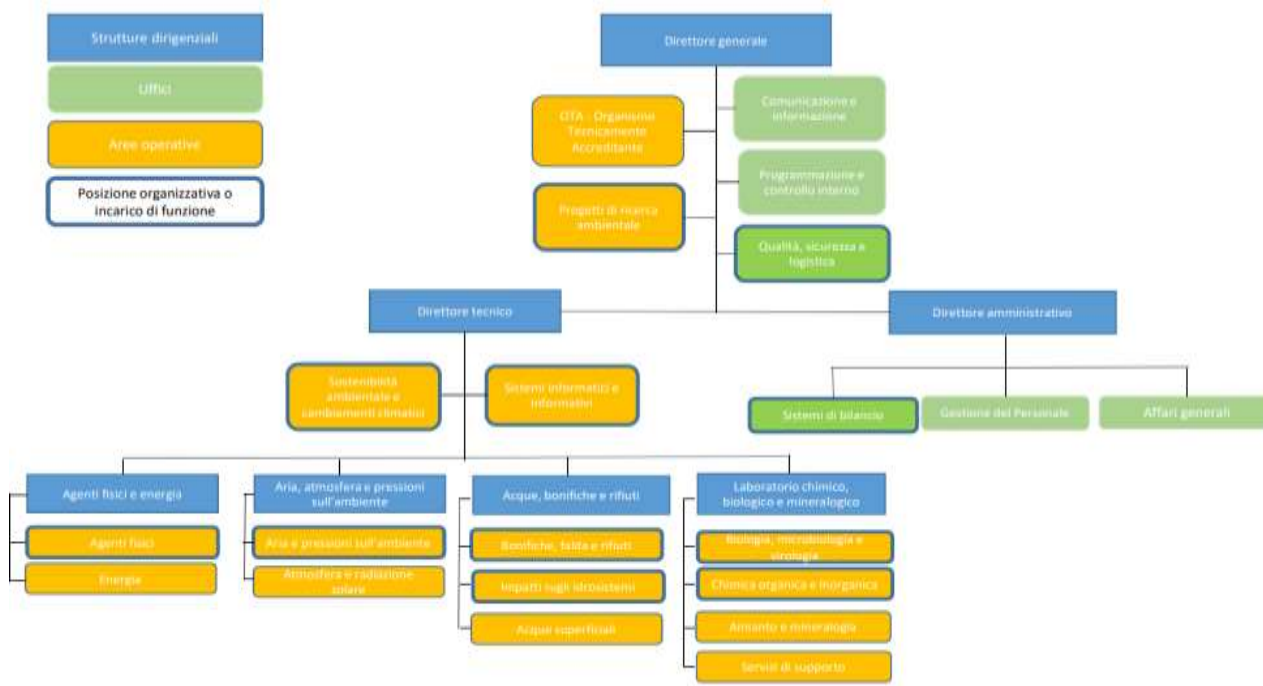 Strutture dirigenziali
Uffici
Aree operative
Posizione organizzativa o
incarico di funzione
Direttore generale
OTA - Organismo
Tecnicamente
Accreditante
Comunicazione e
informazione
Programmazione e
controllo interno
Progetti di ricerca
ambientale
Qualità, sicurezza e
logistica
Direttore tecnico
Direttore amministrativo
Sostenibilità
ambientale e
cambiamenti climatici
Sistemi informatici e
informativi
Sistemi di bilancio
Gestione del Personale
Affari generali
Agenti fisici e energia
Aria, atmosfera e pressioni
sull'ambiente
Acque, bonifiche e rifiuti
Laboratorio chimico,
biologico e mineralogico
Agenti fisici
Energia
Aria e pressioni sull'ambiente
Atmosfera e radiazione
solare
Bonifiche, falda e rifiuti
Impatti sugli idrosistemi
Acque superficiali
Biologia, microbiologia e
virologia
Chimica organica e inorganica
Amianto e mineralogia
Servizi di supporto